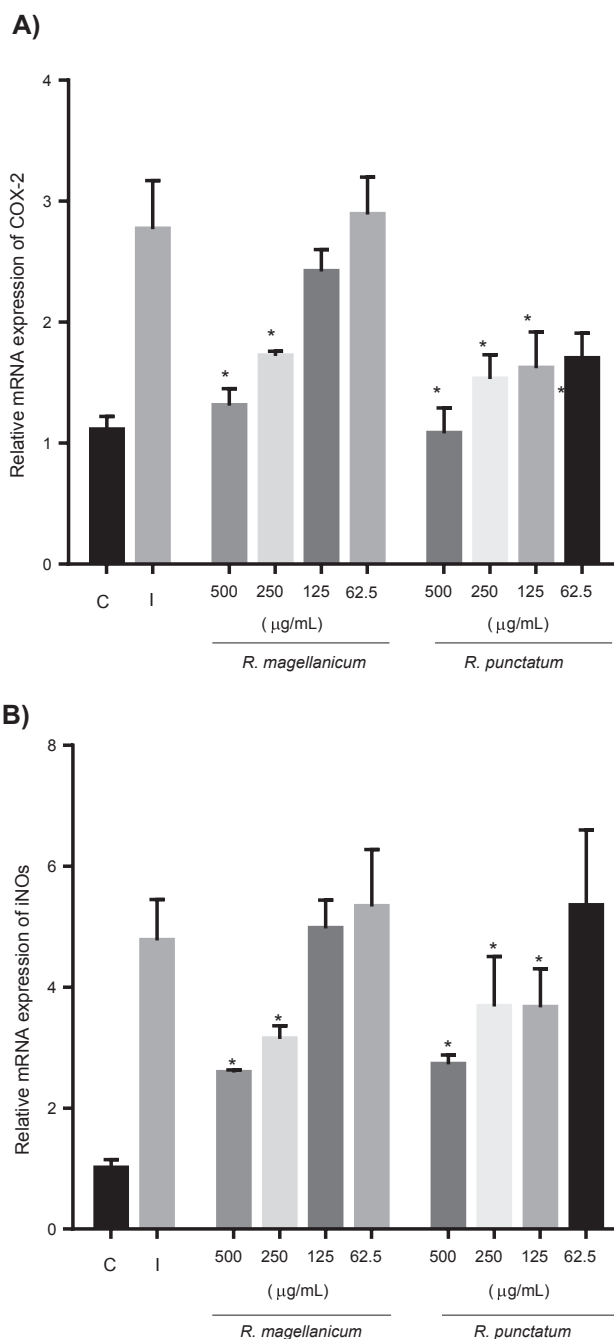 A)
Relative mRNA expression of COX-2
4
3
2
1
0
* * * * * *
C I 500 250 125 62.5 500 250 125 62.5
( μg/mL) ( μg/mL)
R. magellanicum R. punctatum
B)
Relative mRNA expression of iNOs
8
6
4
2
0
* * * * *
C I 500 250 125 62.5 500 250 125 62.5
( μg/mL) ( μg/mL)
R. magellanicum R. punctatum